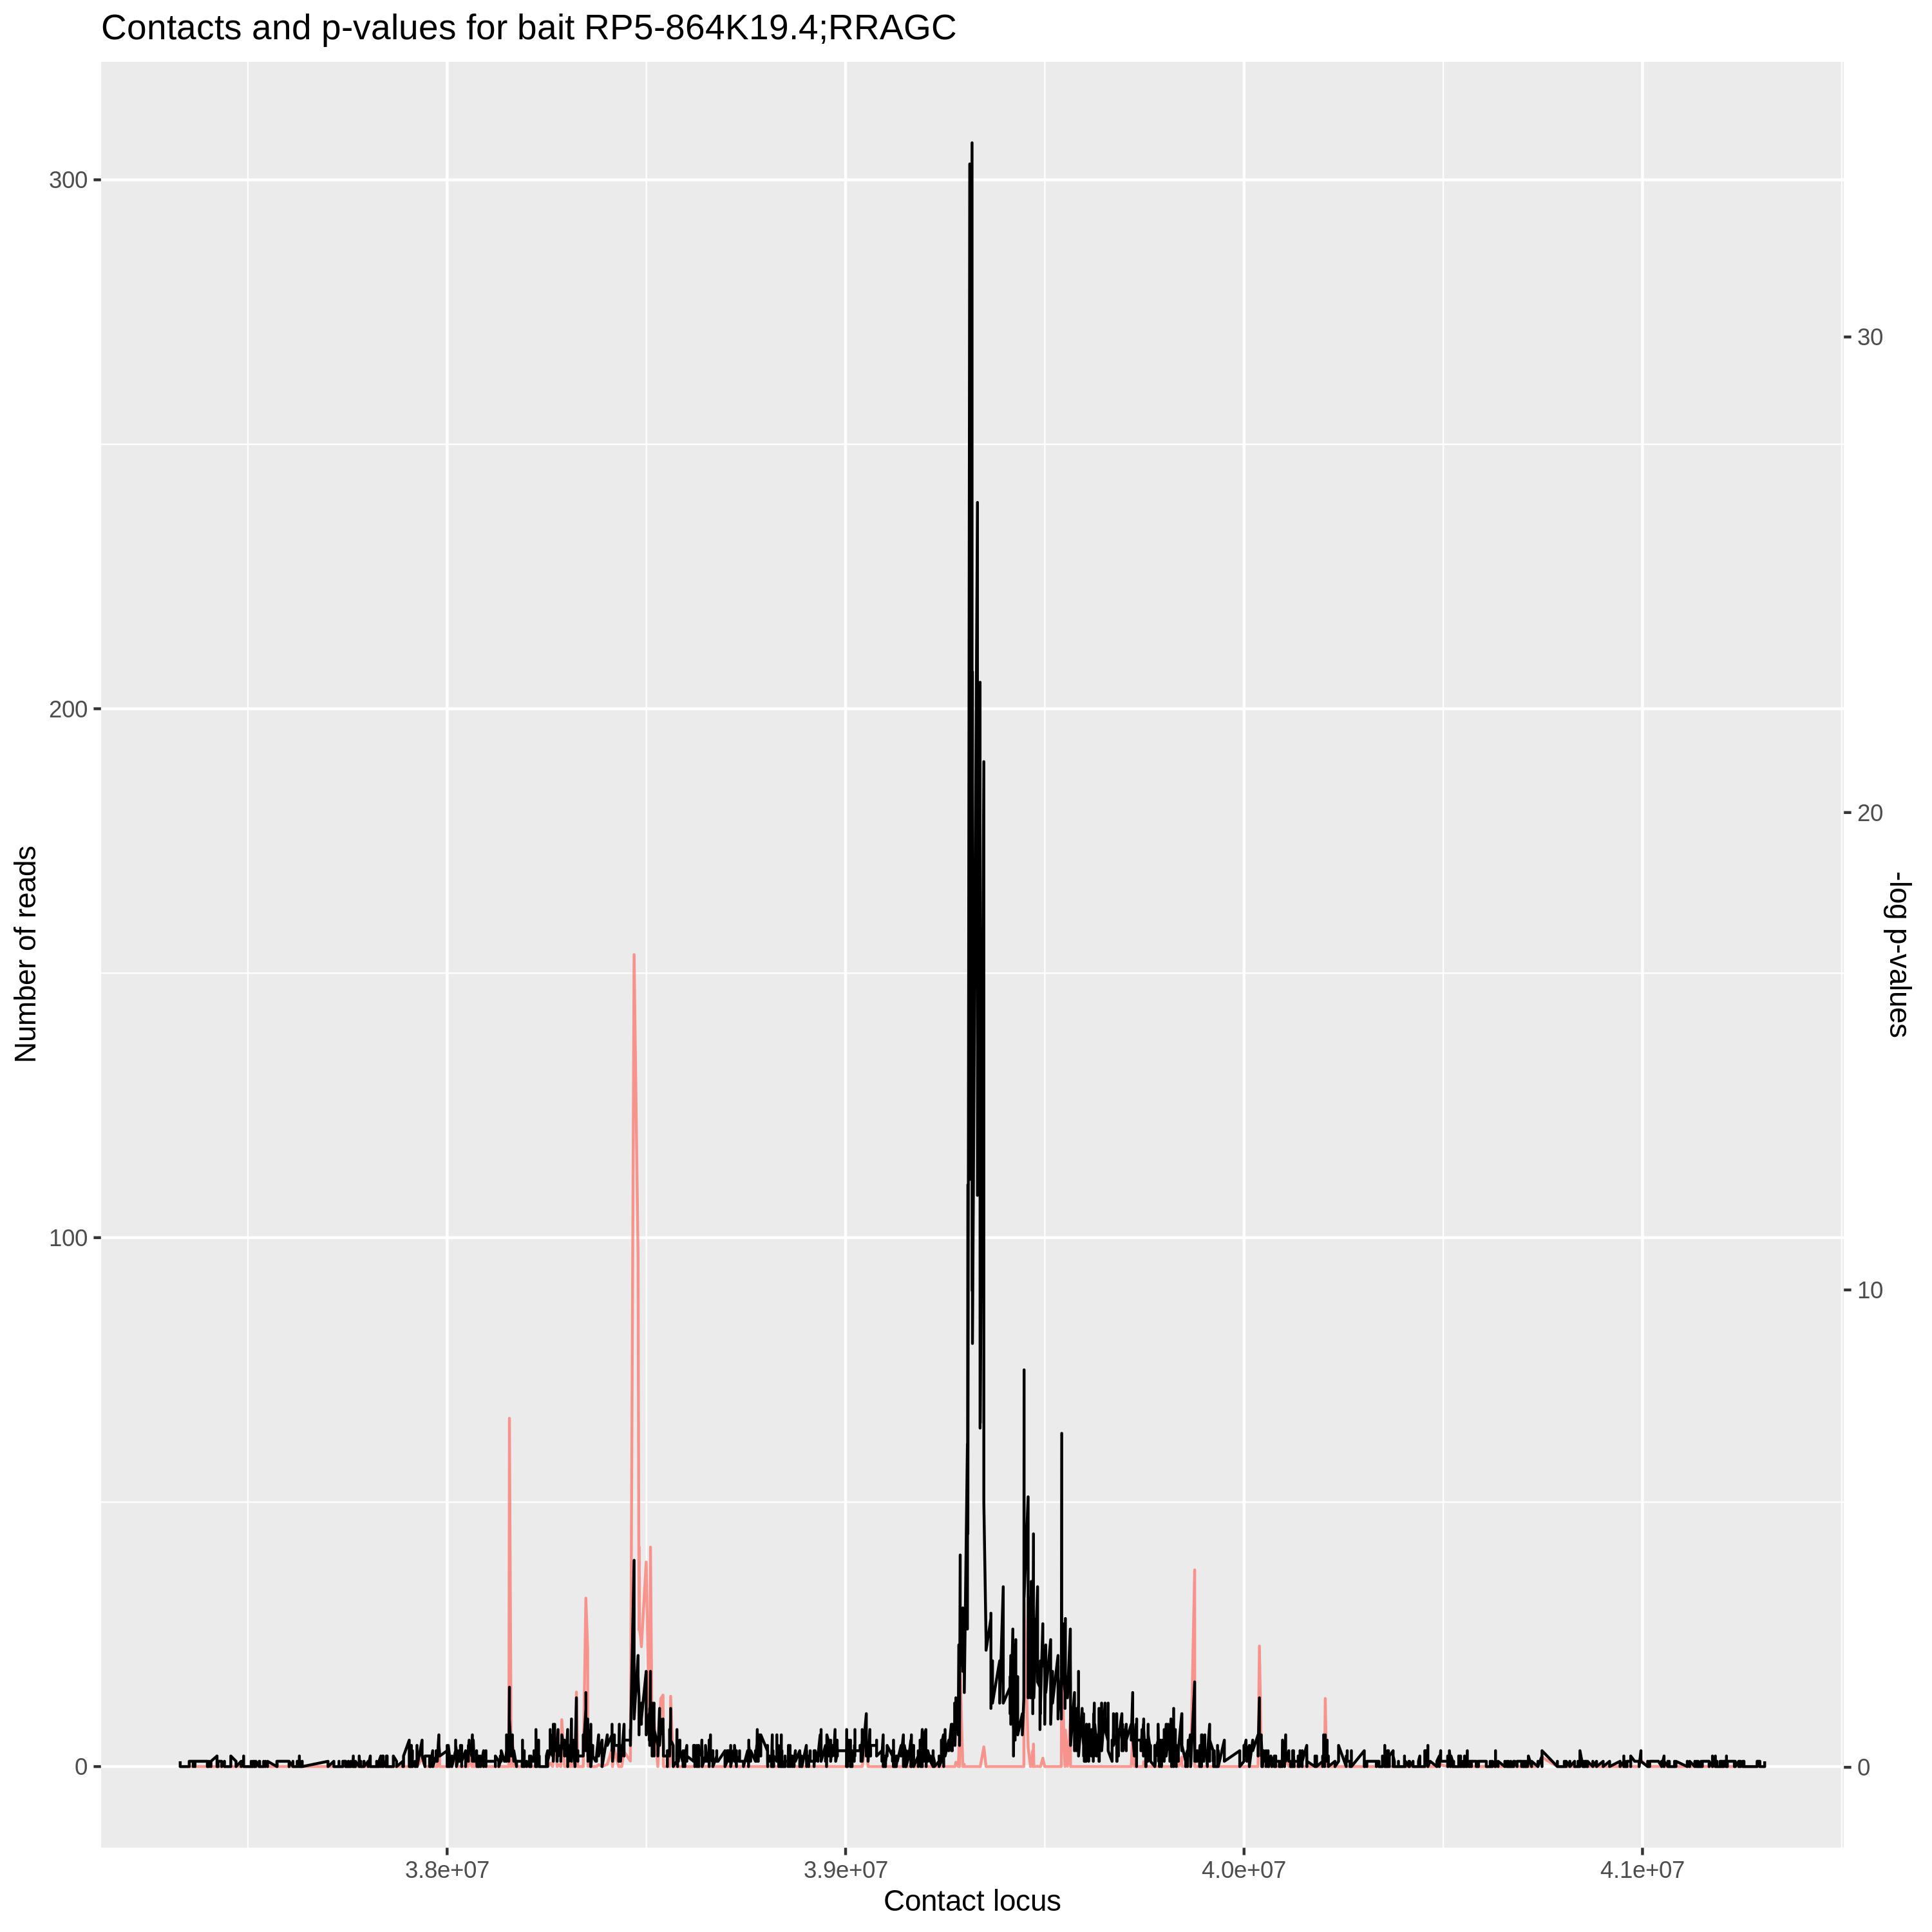 Contacts and p-values for bait RP5-864K19.4;RRAGC
300
200
100
0
Number of reads
30
20
10
0
-log p-values
3.8e+07
3.9e+07
4.0e+07
4.1e+07
Contact locus